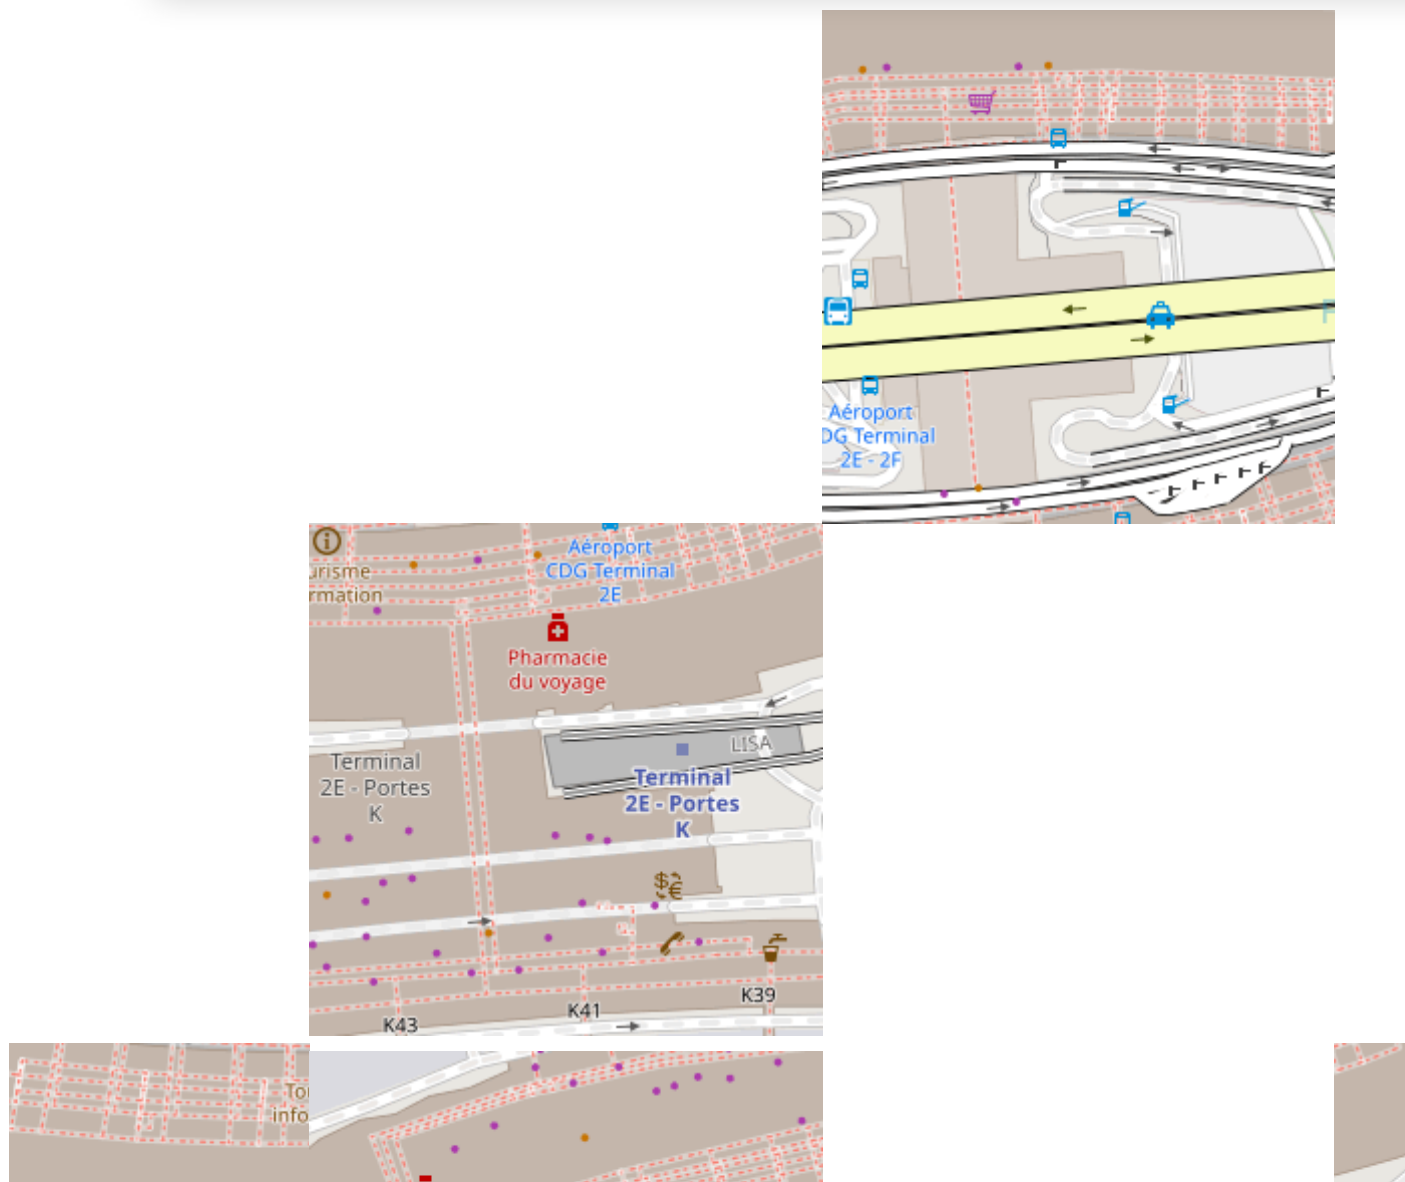 Aéroport
DG Terminal
2E - 2F
urisme
rmation
Aéroport
CDG Terminal
2E
Pharmacie
du voyage
LISA
Terminal
2E - Portes
K
Terminal
2E - Portes
K
$
€
K39
K41
K43
To
info